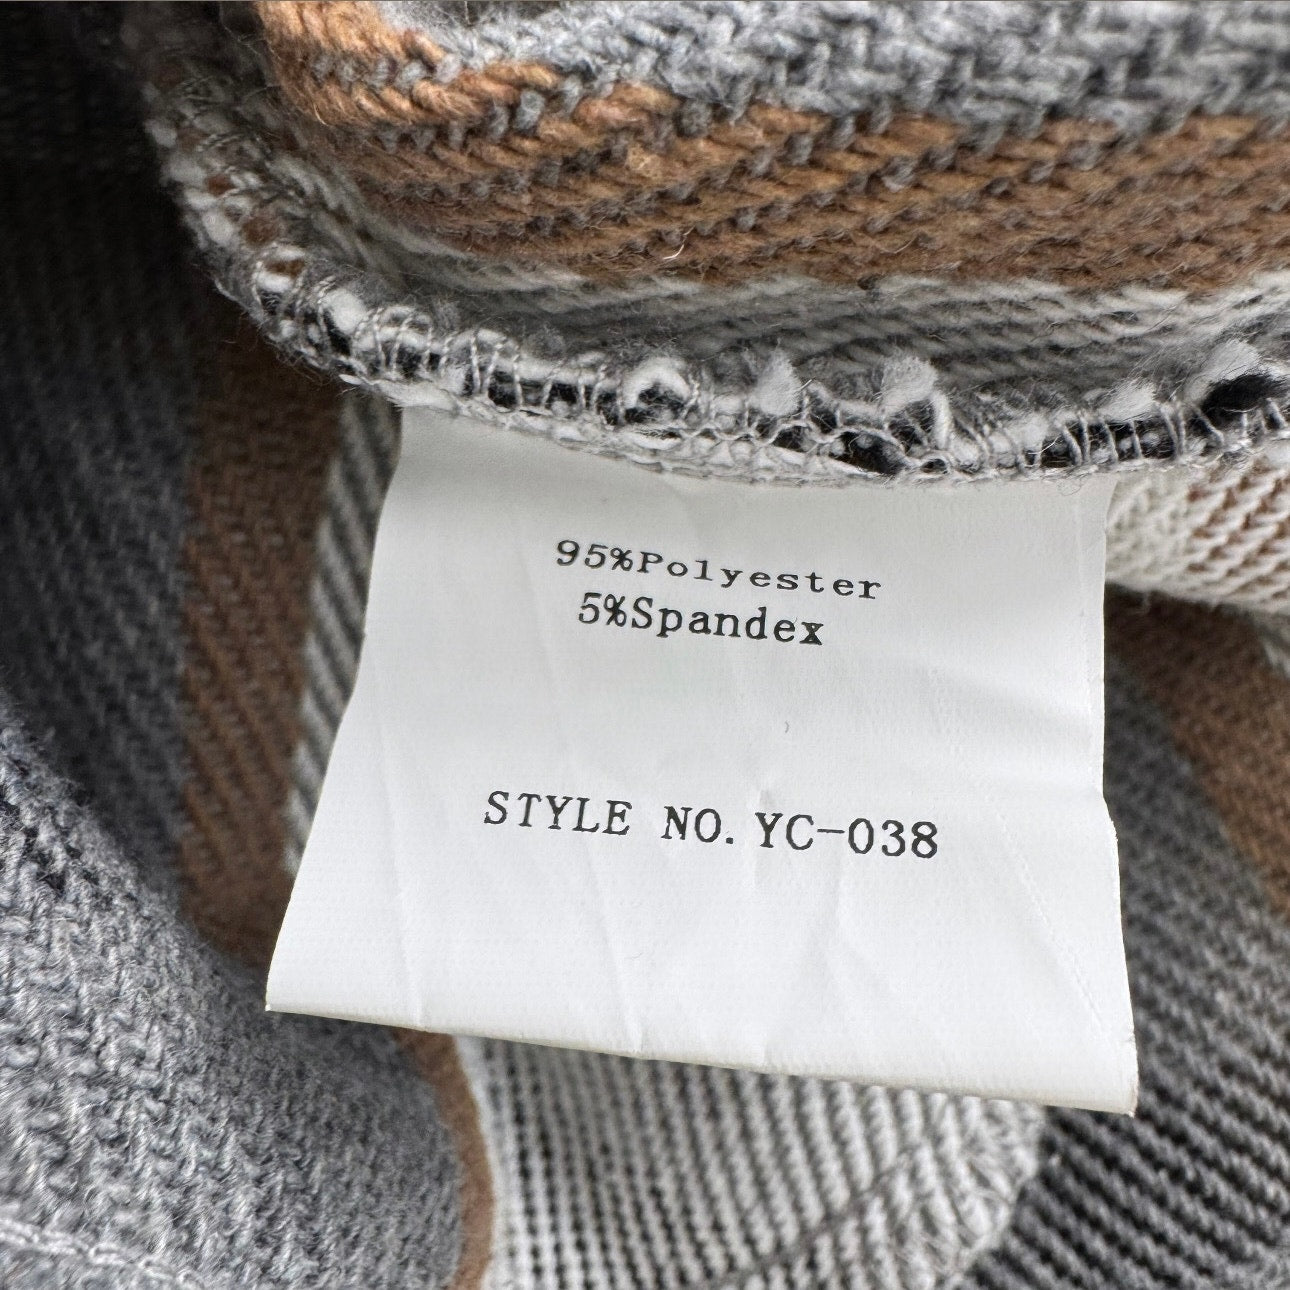 95%Polyester
5%Spandex
STYLE NO. YC-038